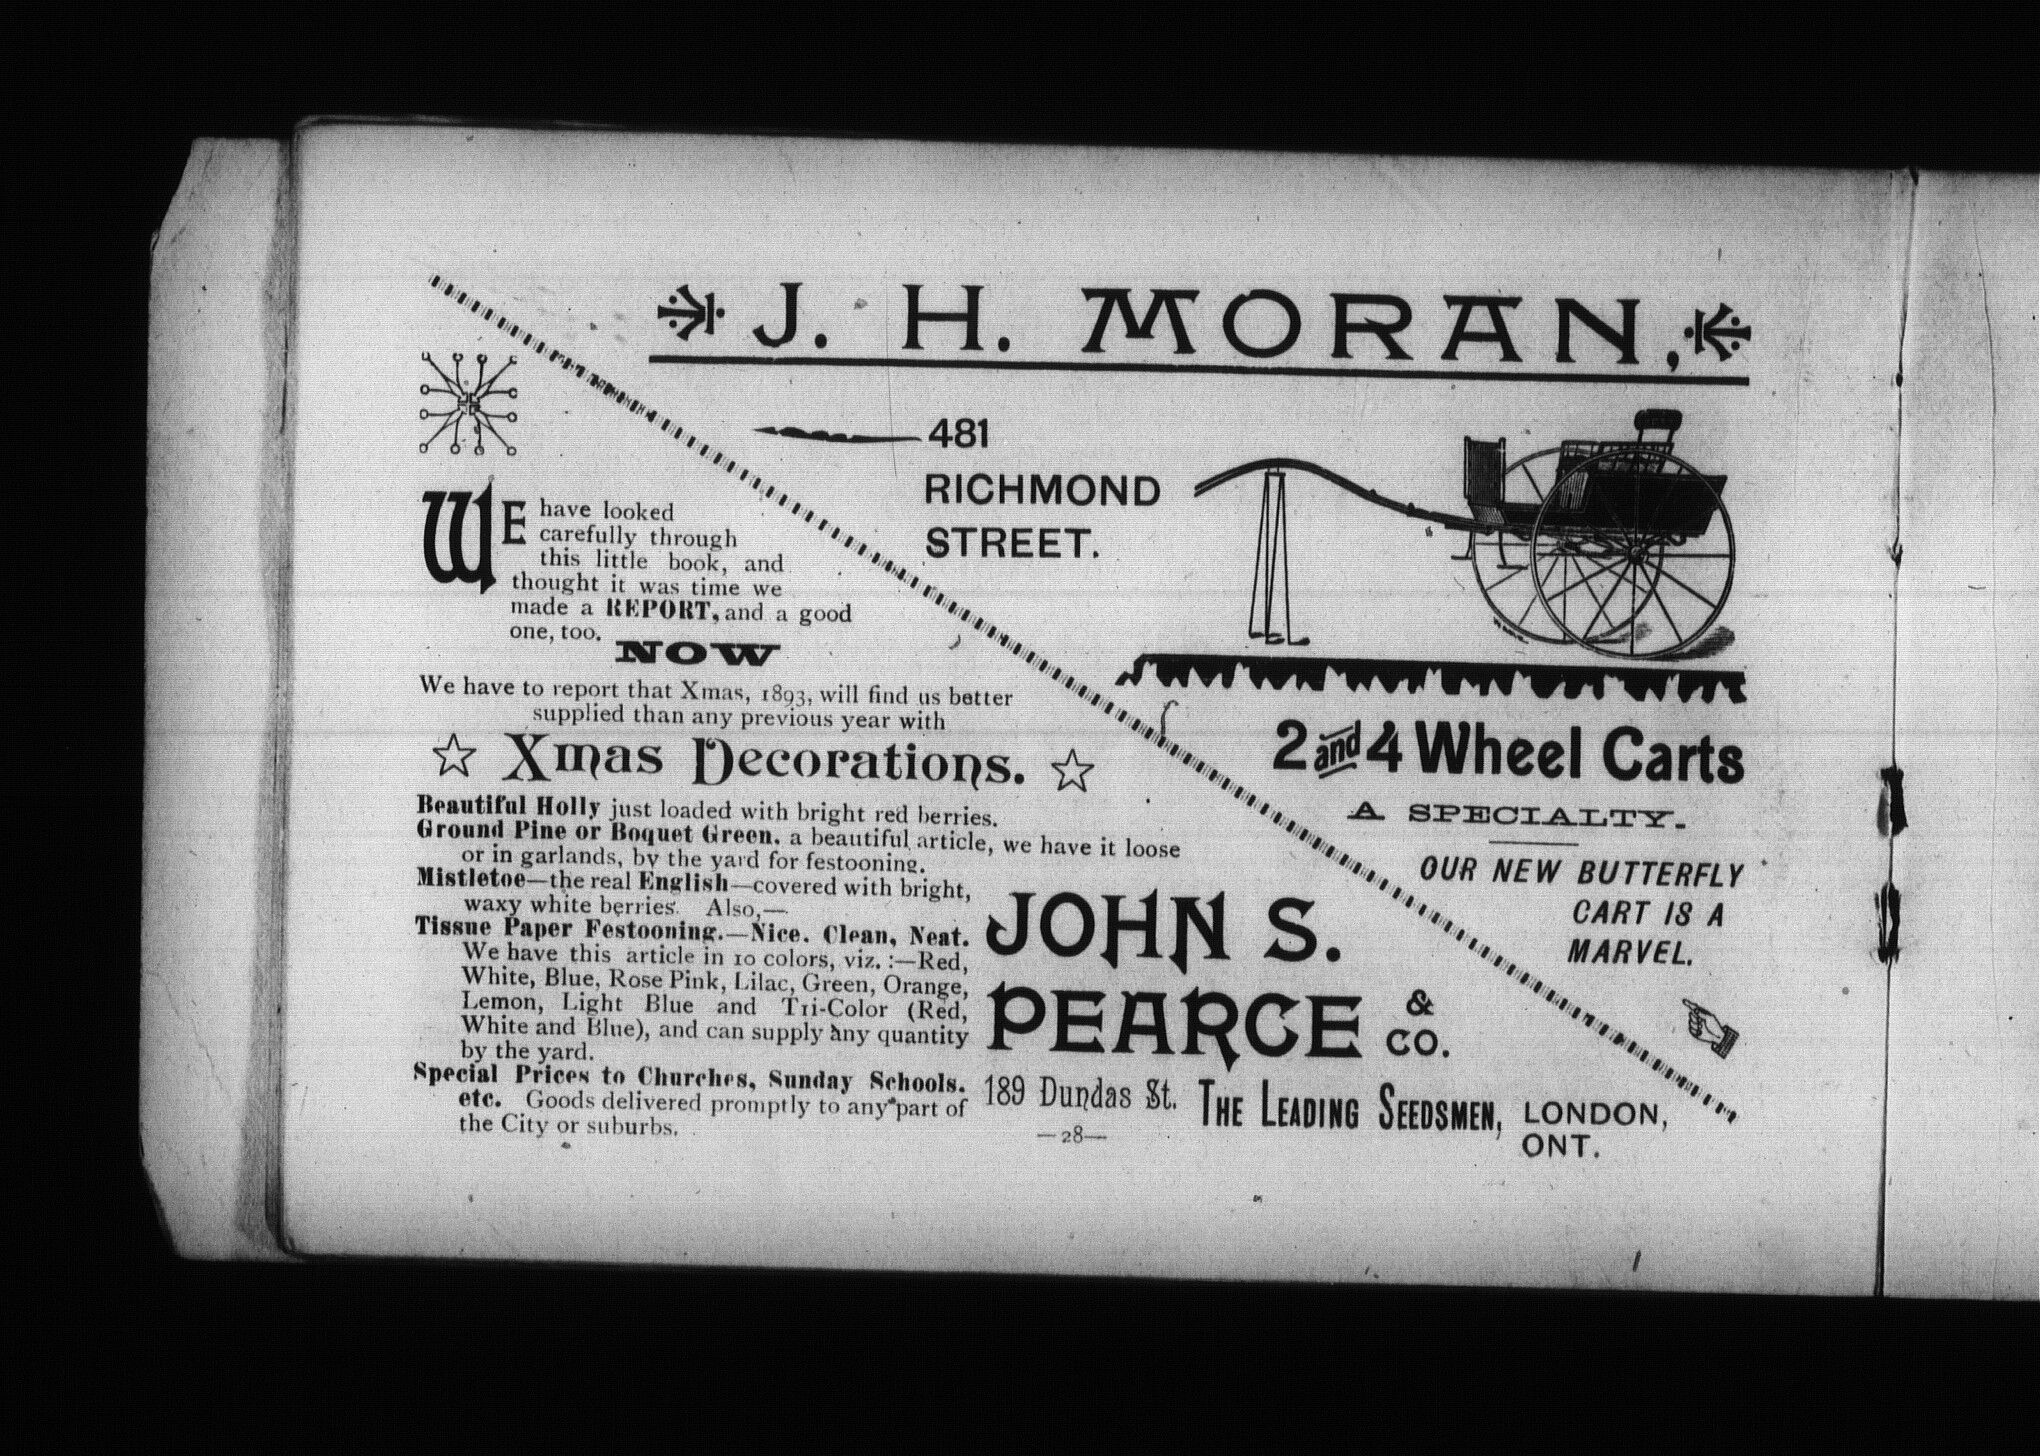 J. H. MORAN,
481
RICHMOND
STREET.
2 and 4 Wheel Carts
A SPECIALTY.
OUR NEW BUTTERFLY
CART IS A
MARVEL.
WE have looked
carefully through
this little book, and
thought it was time we
made a REPORT, and a good
one, too.
NOW
We have to report that Xmas, 1893, will find us better
supplied than any previous year with
Xmas Decorations.
Beautiful Holly just loaded with bright red berries.
Ground Pine or Boquet Green, a beautiful article, we have it loose
or in garlands, by the yard for festooning.
Mistletoe—the real English—covered with bright,
waxy white berries. Also,—
Tissue Paper Festooning.—Nice. Clean, Neat.
We have this article in 10 colors, viz.:—Red,
White, Blue, Rose Pink, Lilac, Green, Orange,
Lemon, Light Blue and Tri-Color (Red,
White and Blue), and can supply any quantity
by the yard.
Special Prices to Churches, Sunday Schools.
etc. Goods delivered promptly to any part of
the City or suburbs.
JOHN S.
PEARCE & CO.
189 Dundas St. THE LEADING SEEDSMEN, LONDON,
ONT.
—28—